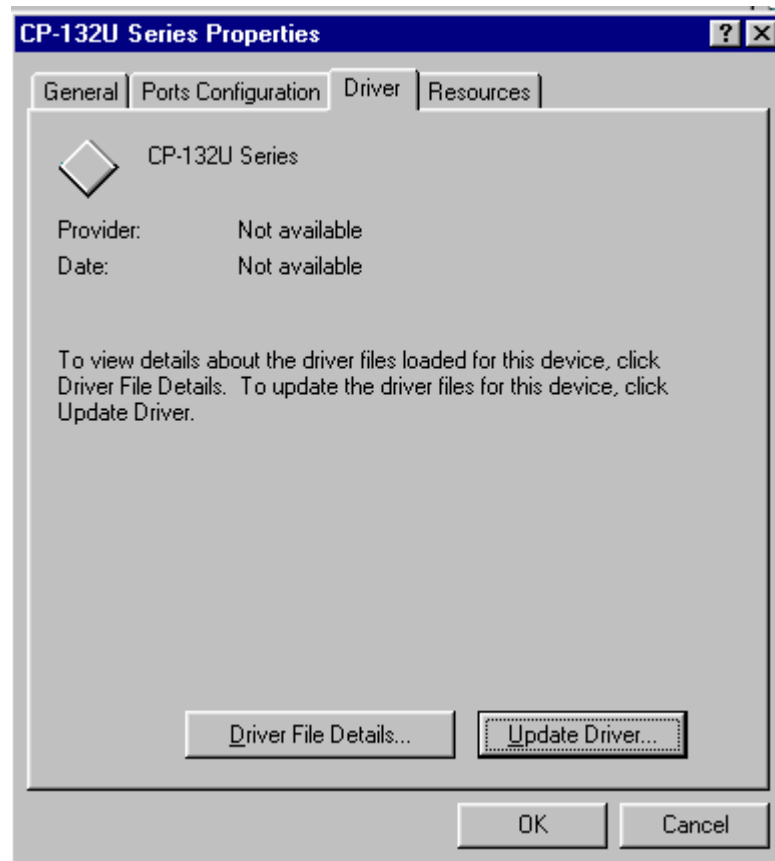 CP-132U Series Properties
General Ports Configuration Driver Resources
CP-132U Series
Provider: Not available
Date: Not available
To view details about the driver files loaded for this device, click
Driver File Details. To update the driver files for this device, click
Update Driver.
Driver File Details... Update Driver...
OK Cancel